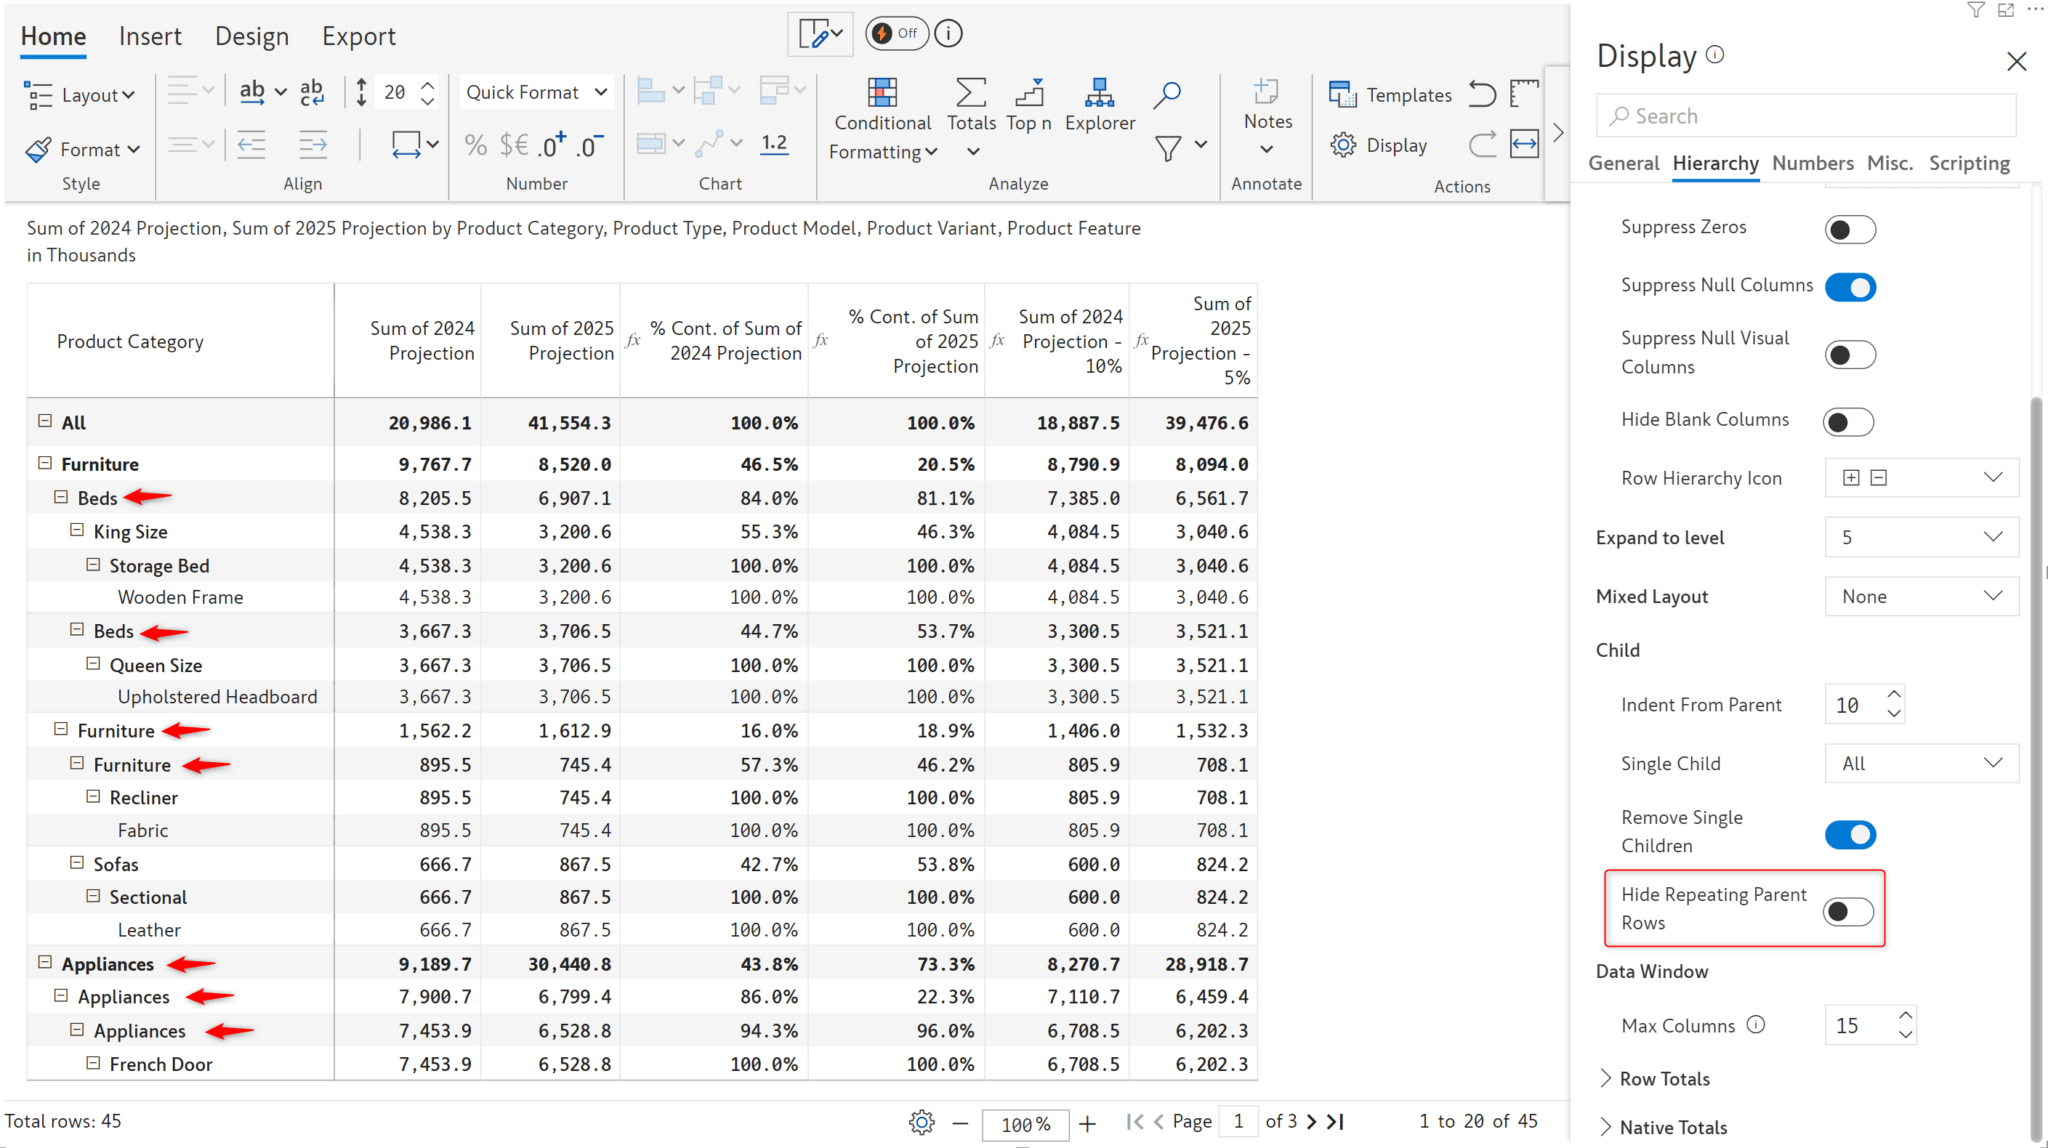 Home Insert Design Export Off
Layout ab ab c 20 Quick Format Conditional Formatting Totals Top n Explorer Notes Templates
Format % $€ .0+ .0- 1.2 Display
Style Align Number Chart Analyze Annotate Actions
Sum of 2024 Projection, Sum of 2025 Projection by Product Category, Product Type, Product Model, Product Variant, Product Feature
in Thousands
Product Category Sum of 2024 Projection Sum of 2025 Projection fx % Cont. of Sum of 2024 Projection fx % Cont. of Sum of 2025 Projection fx Sum of 2024 Projection - 10% fx Sum of 2025 Projection - 5%
All 20,986.1 41,554.3 100.0% 100.0% 18,887.5 39,476.6
Furniture 9,767.7 8,520.0 46.5% 20.5% 8,790.9 8,094.0
Beds 8,205.5 6,907.1 84.0% 81.1% 7,385.0 6,561.7
King Size 4,538.3 3,200.6 55.3% 46.3% 4,084.5 3,040.6
Storage Bed 4,538.3 3,200.6 100.0% 100.0% 4,084.5 3,040.6
Wooden Frame 4,538.3 3,200.6 100.0% 100.0% 4,084.5 3,040.6
Beds 3,667.3 3,706.5 44.7% 53.7% 3,300.5 3,521.1
Queen Size 3,667.3 3,706.5 100.0% 100.0% 3,300.5 3,521.1
Upholstered Headboard 3,667.3 3,706.5 100.0% 100.0% 3,300.5 3,521.1
Furniture 1,562.2 1,612.9 16.0% 18.9% 1,406.0 1,532.3
Furniture 895.5 745.4 57.3% 46.2% 805.9 708.1
Recliner 895.5 745.4 100.0% 100.0% 805.9 708.1
Fabric 895.5 745.4 100.0% 100.0% 805.9 708.1
Sofas 666.7 867.5 42.7% 53.8% 600.0 824.2
Sectional 666.7 867.5 100.0% 100.0% 600.0 824.2
Leather 666.7 867.5 100.0% 100.0% 600.0 824.2
Appliances 9,189.7 30,440.8 43.8% 73.3% 8,270.7 28,918.7
Appliances 7,900.7 6,799.4 86.0% 22.3% 7,110.7 6,459.4
Appliances 7,453.9 6,528.8 94.3% 96.0% 6,708.5 6,202.3
French Door 7,453.9 6,528.8 100.0% 100.0% 6,708.5 6,202.3
Total rows: 45 100% Page 1 of 3 1 to 20 of 45
Display
Search
General Hierarchy Numbers Misc. Scripting
Suppress Zeros
Suppress Null Columns
Suppress Null Visual
Columns
Hide Blank Columns
Row Hierarchy Icon
Expand to level 5
Mixed Layout None
Child
Indent From Parent 10
Single Child All
Remove Single
Children
Hide Repeating Parent
Rows
Data Window
Max Columns 15
Row Totals
Native Totals